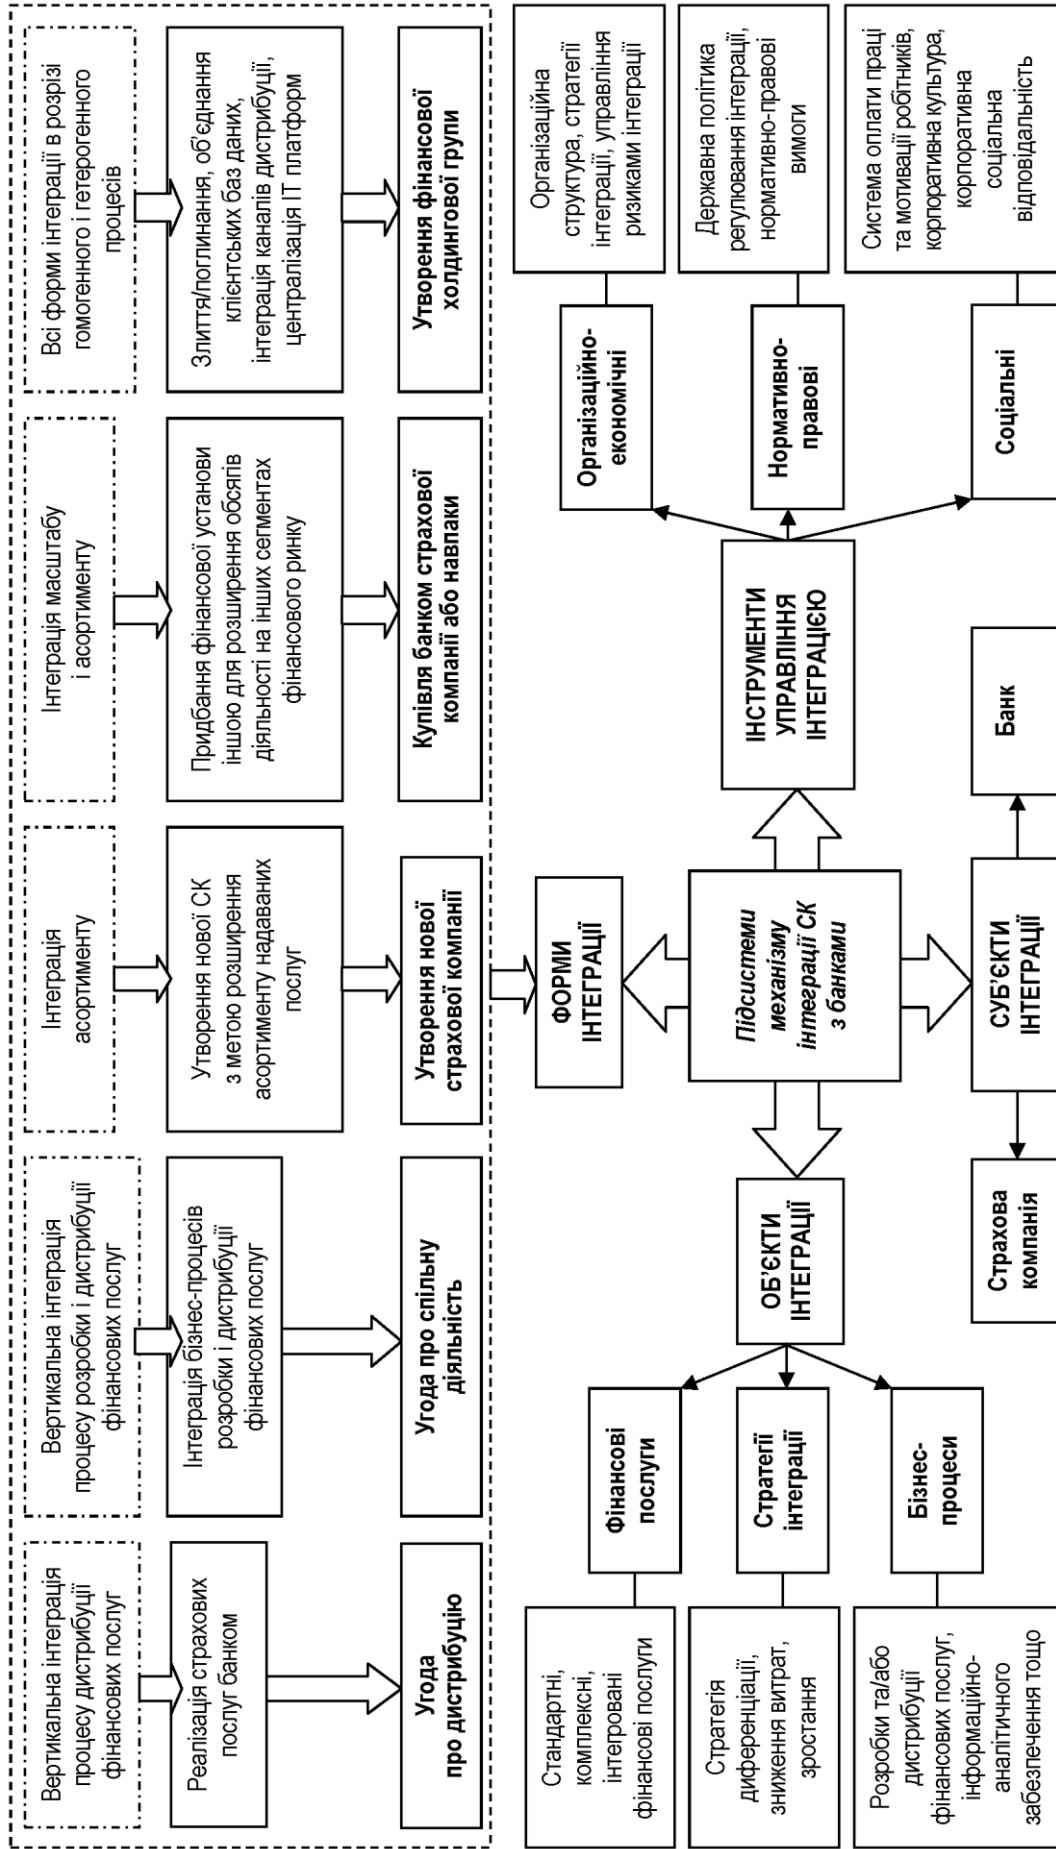 Вертикальна інтеграція
процесу дистрибуції
фінансових послуг
Реалізація страхових
послуг банком
Угода
про дистрибуцію
Вертикальна інтеграція
процесу розробки і дистрибуції
фінансових послуг
Інтеграція бізнес-процесів
розробки і дистрибуції
фінансових послуг
Угода про спільну
діяльність
Інтеграція
асортименту
Утворення нової СК
з метою розширення
асортименту надаваних
послуг
Утворення нової
страхової компанії
Інтеграція масштабу
і асортименту
Придбання фінансової установи
іншою для розширення обсягів
діяльності на інших сегментах
фінансового ринку
Купівля банком страхової
компанії або навпаки
Всі форми інтеграції в розрізі
гомогенного і гетерогенного
процесів
Злиття/поглинання, об’єднання
клієнтських баз даних,
інтеграція каналів дистрибуції,
централізація ІТ платформ
Утворення фінансової
холдингової групи
ФОРМИ
ІНТЕГРАЦІЇ
Підсистеми
механізму
інтеграції СК
з банками
ОБ’ЄКТИ
ІНТЕГРАЦІЇ
Фінансові
послуги
Стандартні,
комплексні,
інтегровані
фінансові послуги
Стратегії
інтеграції
Стратегія
диференціації,
зниження витрат,
зростання
Бізнес-
процеси
Розробки та/або
дистрибуції
фінансових послуг,
інформаційно-
аналітичного
забезпечення тощо
ІНСТРУМЕНТИ
УПРАВЛІННЯ
ІНТЕГРАЦІЄЮ
Організаційно-
економічні
Організаційна
структура, стратегії
інтеграції, управління
ризиками інтеграції
Нормативно-
правові
Державна політика
регулювання інтеграції,
нормативно-правові
вимоги
Соціальні
Система оплати праці
та мотивації робітників,
корпоративна культура,
корпоративна
соціальна
відповідальність
СУБ’ЄКТИ
ІНТЕГРАЦІЇ
Страхова
компанія
Банк